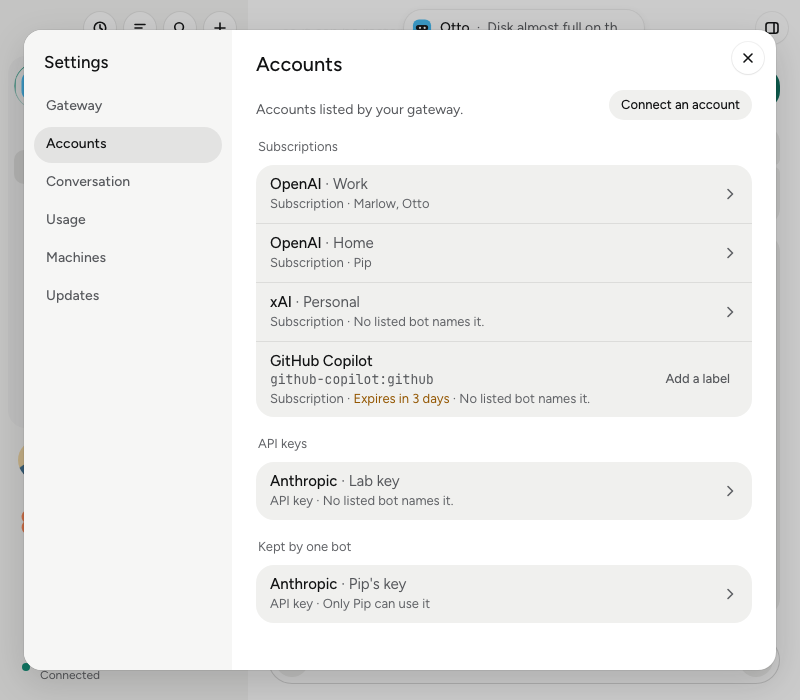 Otto · Disk almost full on th
Settings
Gateway
Accounts
Conversation
Usage
Machines
Updates
Connected
Accounts
Accounts listed by your gateway.
Connect an account
Subscriptions
OpenAI · Work
Subscription · Marlow, Otto
OpenAI · Home
Subscription · Pip
xAI · Personal
Subscription · No listed bot names it.
GitHub Copilot
github-copilot:github
Add a label
Subscription · Expires in 3 days · No listed bot names it.
API keys
Anthropic · Lab key
API key · No listed bot names it.
Kept by one bot
Anthropic · Pip's key
API key · Only Pip can use it